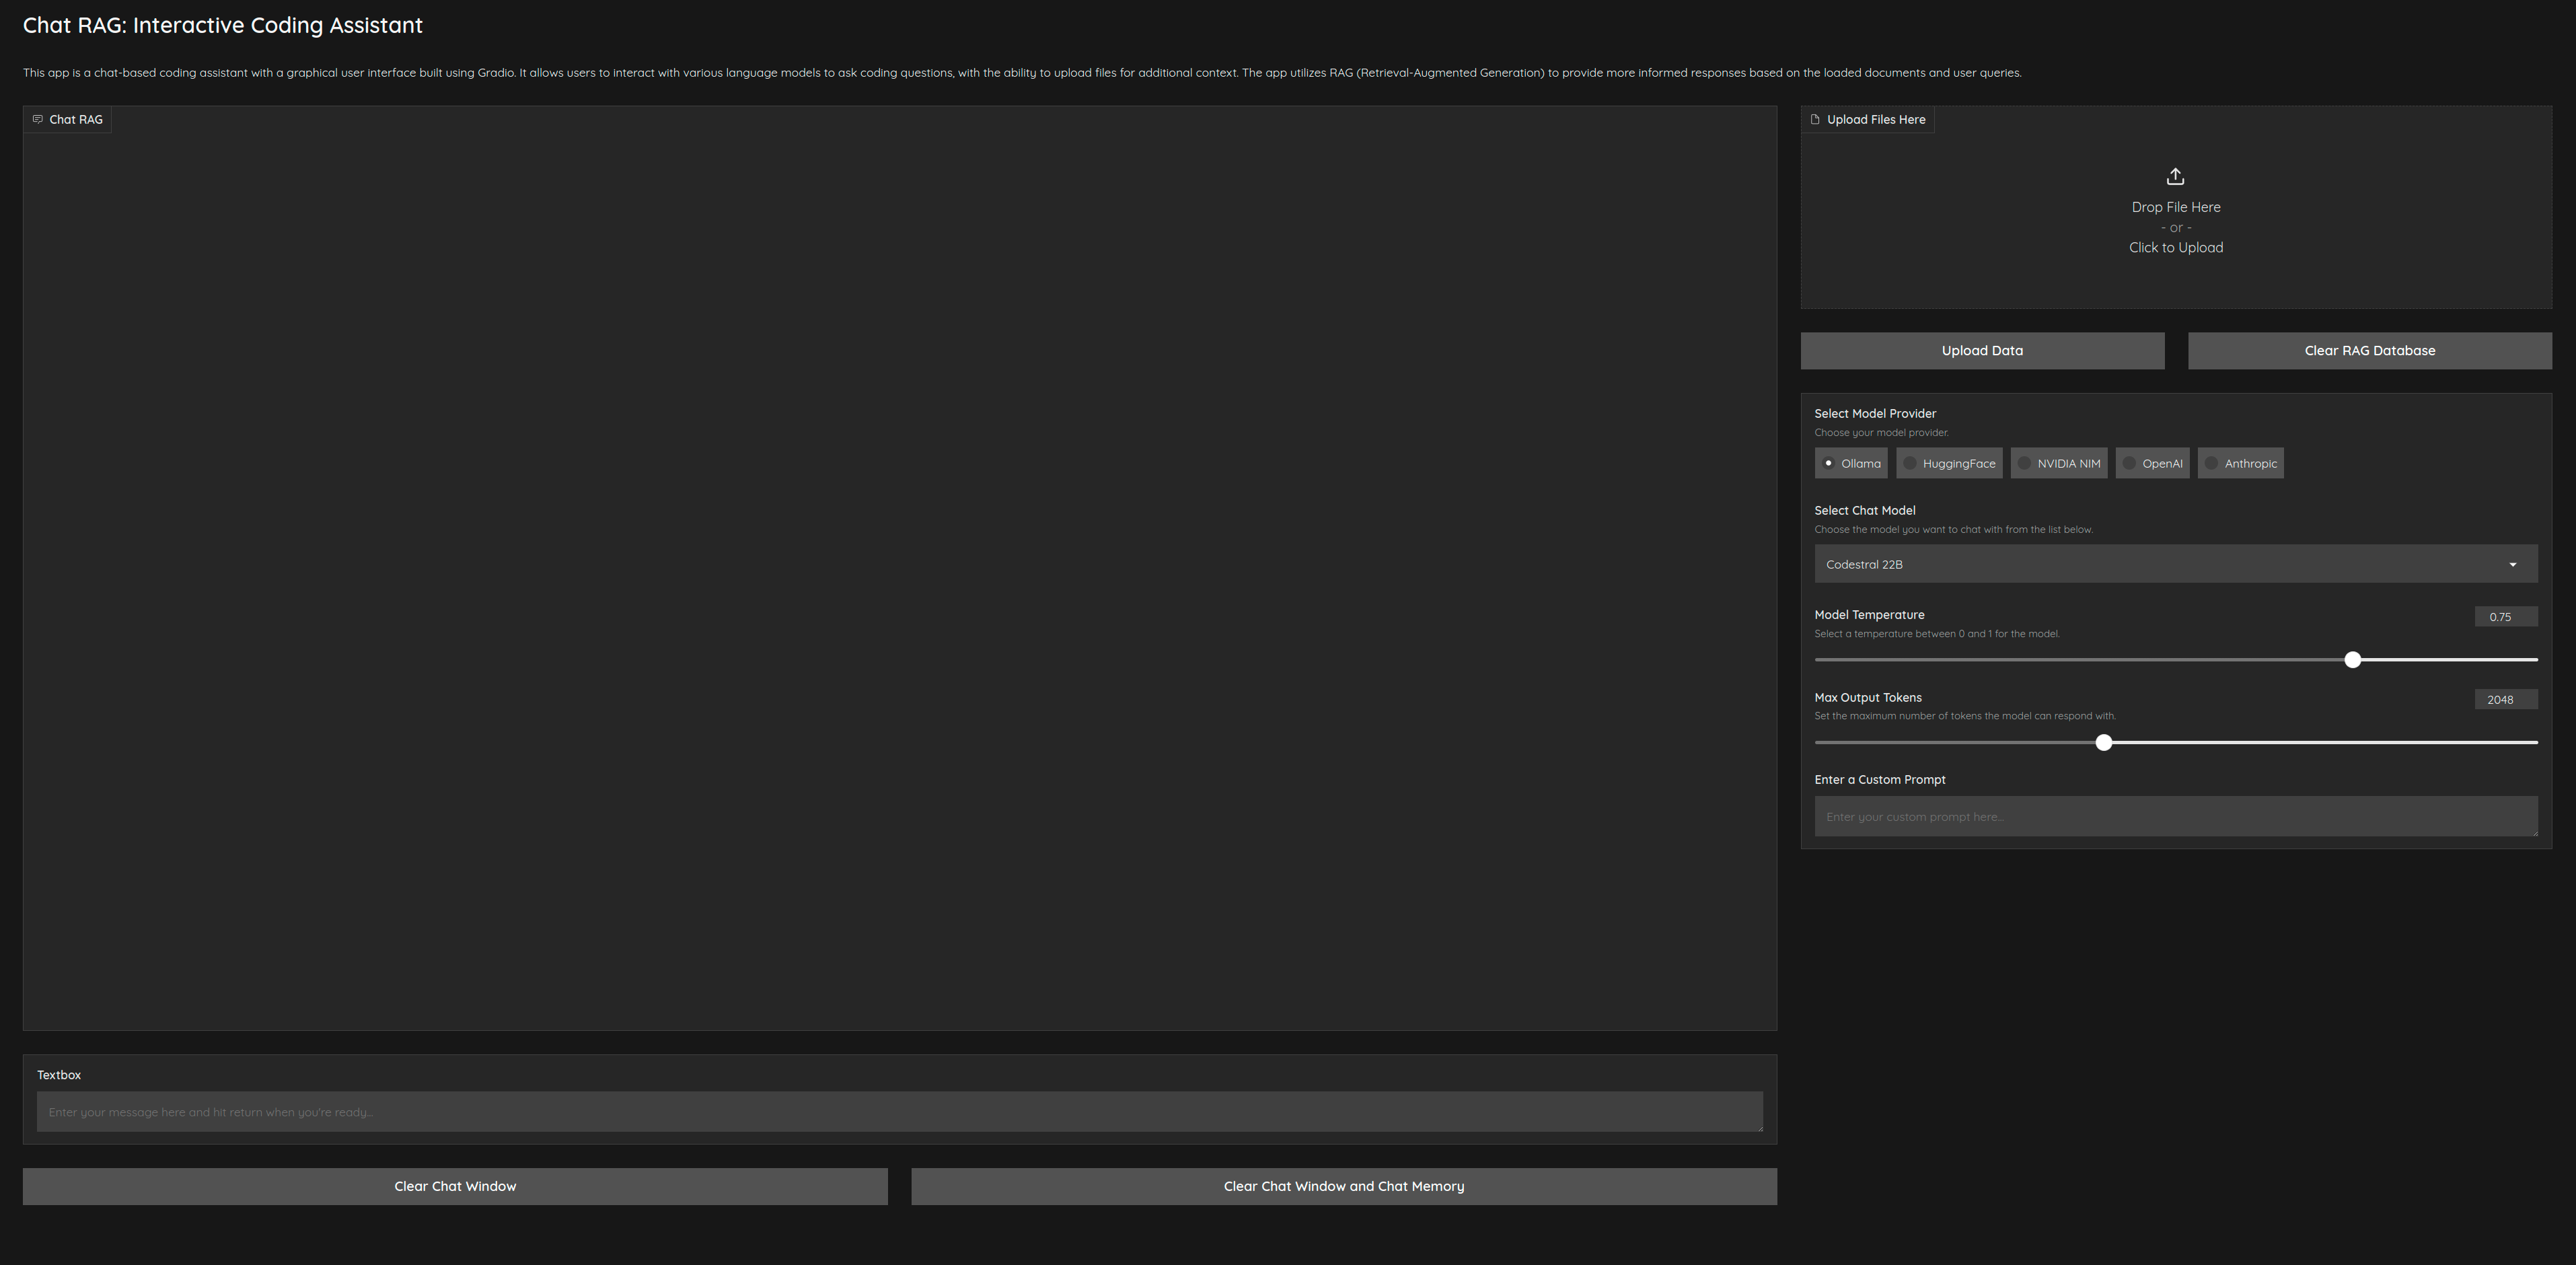 Chat RAG: Interactive Coding Assistant
This app is a chat-based coding assistant with a graphical user interface built using Gradio. It allows users to interact with various language models to ask coding questions, with the ability to upload files for additional context. The app utilizes RAG (Retrieval-Augmented Generation) to provide more informed responses based on the loaded documents and user queries.
Chat RAG
Textbox
Enter your message here and hit return when you're ready...
Clear Chat Window
Clear Chat Window and Chat Memory
Upload Files Here
Drop File Here
- or -
Click to Upload
Upload Data
Clear RAG Database
Select Model Provider
Choose your model provider.
Ollama
HuggingFace
NVIDIA NIM
OpenAI
Anthropic
Select Chat Model
Choose the model you want to chat with from the list below.
Codestral 22B
Model Temperature
0.75
Select a temperature between 0 and 1 for the model.
Max Output Tokens
2048
Set the maximum number of tokens the model can respond with.
Enter a Custom Prompt
Enter your custom prompt here...